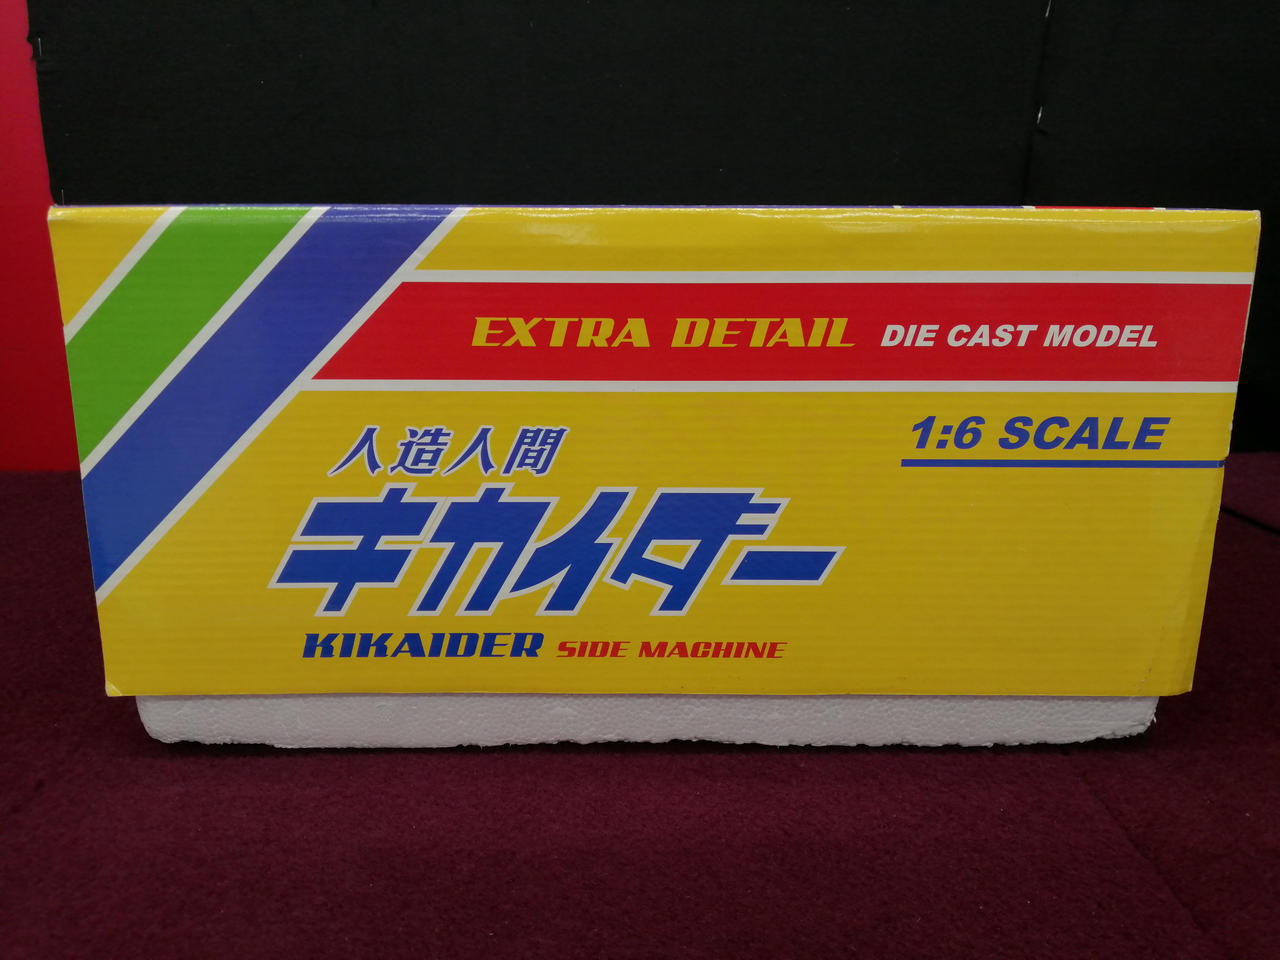 EXTRA DETAIL DIE CAST MODEL
1:6 SCALE
人造人間
キカイダー
KIKAIDER SIDE MACHINE